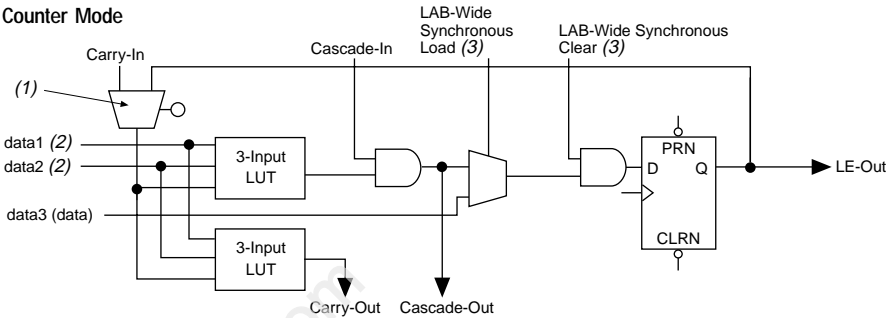 Counter Mode
Carry-In
(1)
Cascade-In
LAB-Wide
Synchronous
Load (3)
LAB-Wide Synchronous
Clear (3)
data1 (2)
data2 (2)
3-Input
LUT
PRN
D
Q
LE-Out
data3 (data)
3-Input
LUT
CLRN
Carry-Out
Cascade-Out
com